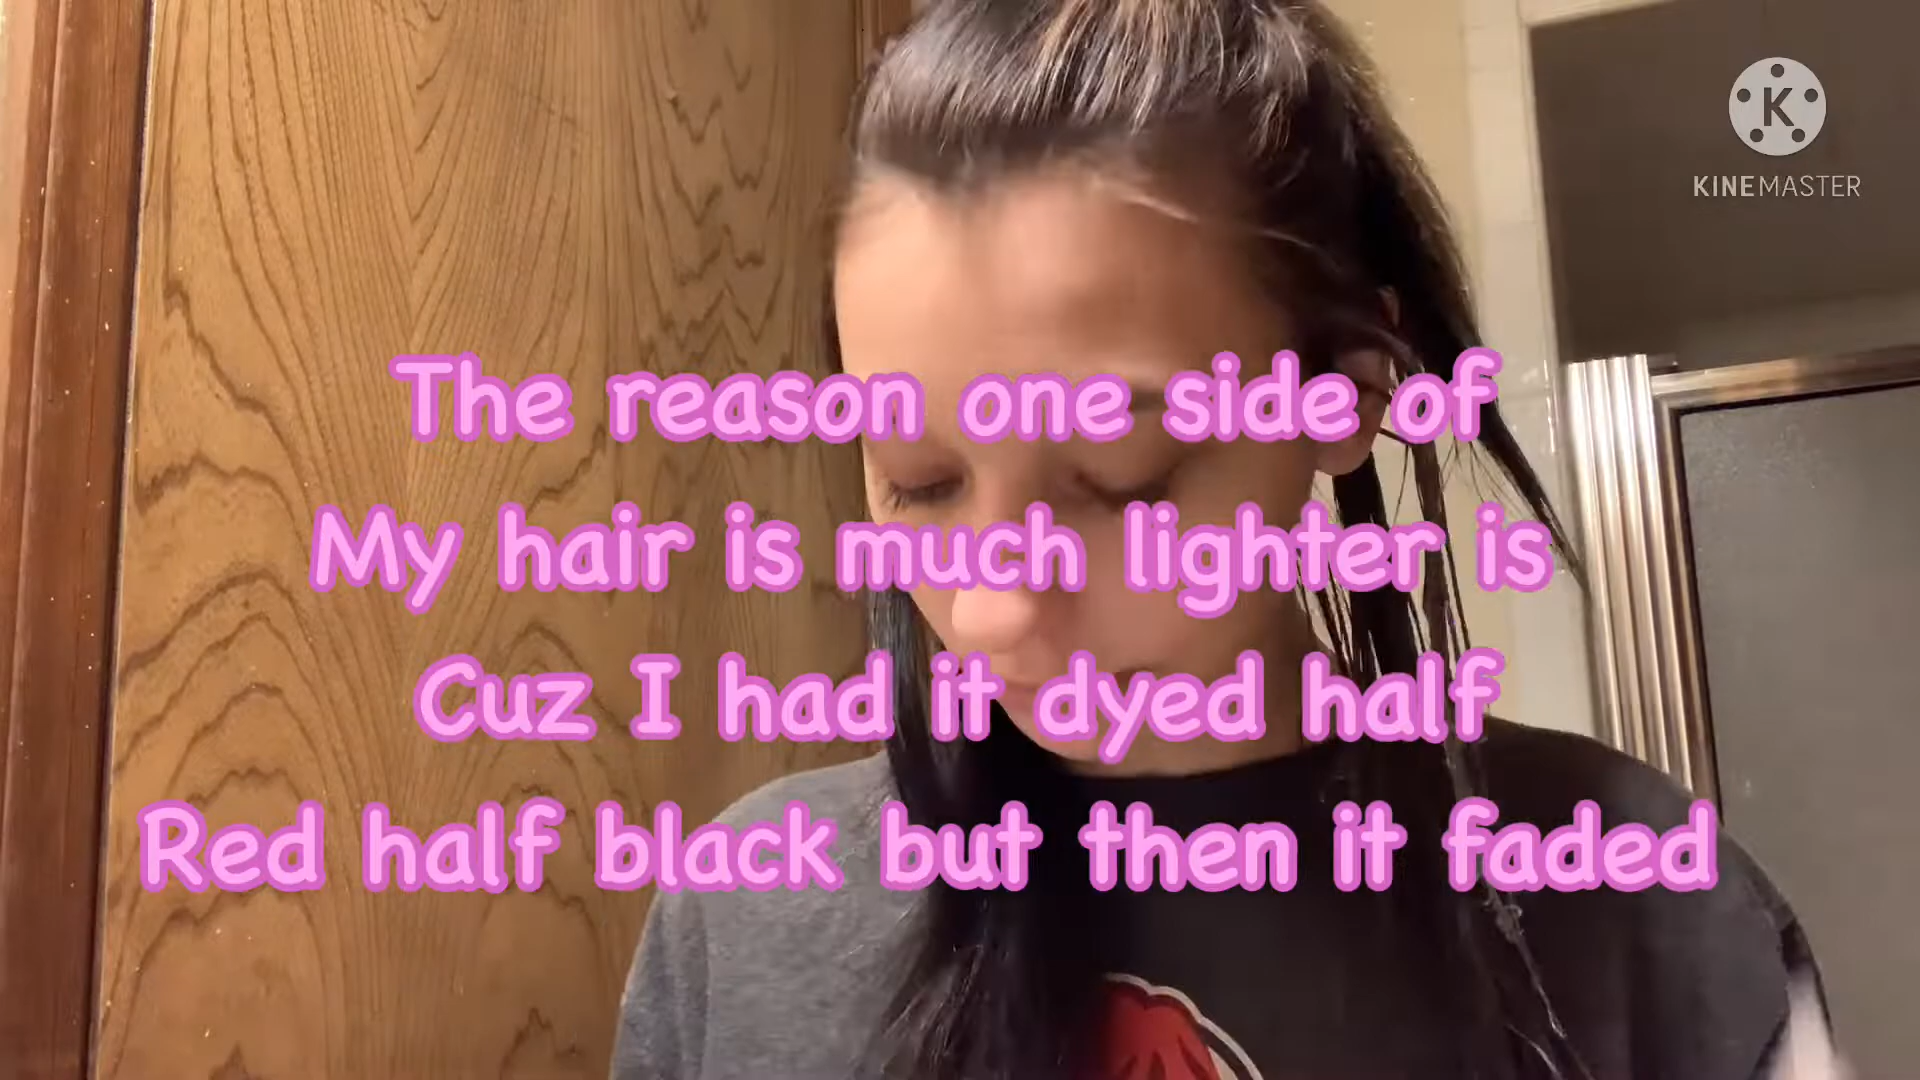 K
KINEMASTER
The reason one side of
My hair is much lighter is
Cuz I had it dyed half
Red half black but then it faded